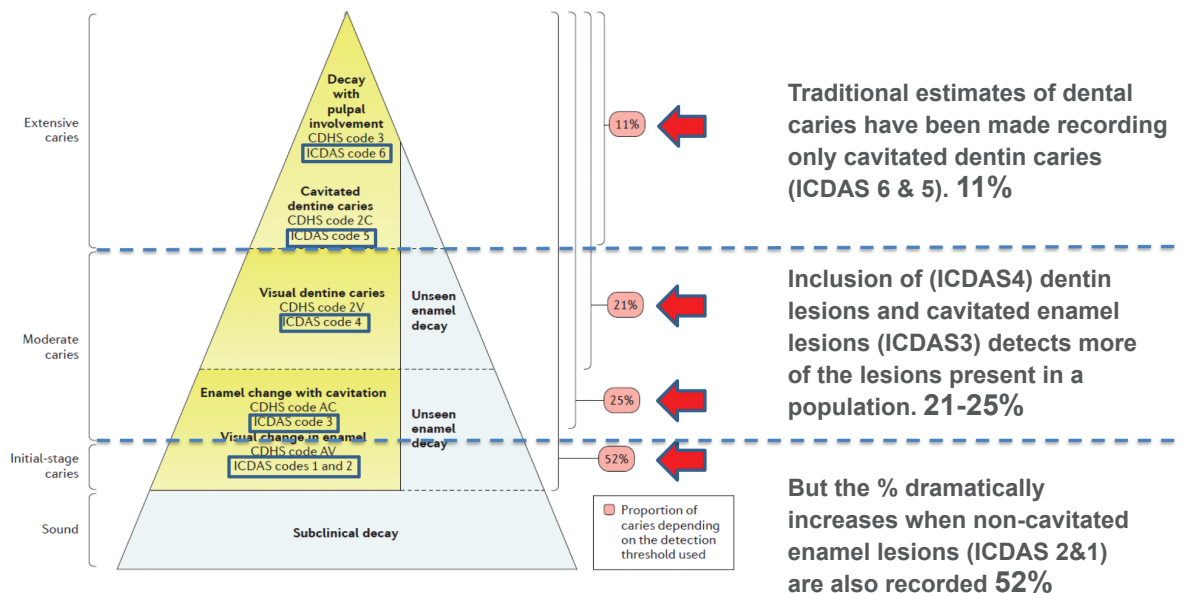 Extensive
caries
Moderate
caries
Initial-stage
caries
Sound
Decay
with
pulpal
involvement
CDHS code 3
ICDAS code 6
Cavitated
dentine caries
CDHS code 2C
ICDAS code 5
Visual dentine caries
CDHS code 2V
ICDAS code 4
Unseen
enamel
decay
Enamel change with cavitation
CDHS code AC
ICDAS code 3
Visual change in enamel
CDHS code AV
ICDAS codes 1 and 2
Unseen
enamel
decay
Subclinical decay
11%
21%
25%
52%
Proportion of
caries depending
on the detection
threshold used
Traditional estimates of dental
caries have been made recording
only cavitated dentin caries
(ICDAS 6 & 5). 11%
Inclusion of (ICDAS4) dentin
lesions and cavitated enamel
lesions (ICDAS3) detects more
of the lesions present in a
population. 21-25%
But the % dramatically
increases when non-cavitated
enamel lesions (ICDAS 2&1)
are also recorded 52%